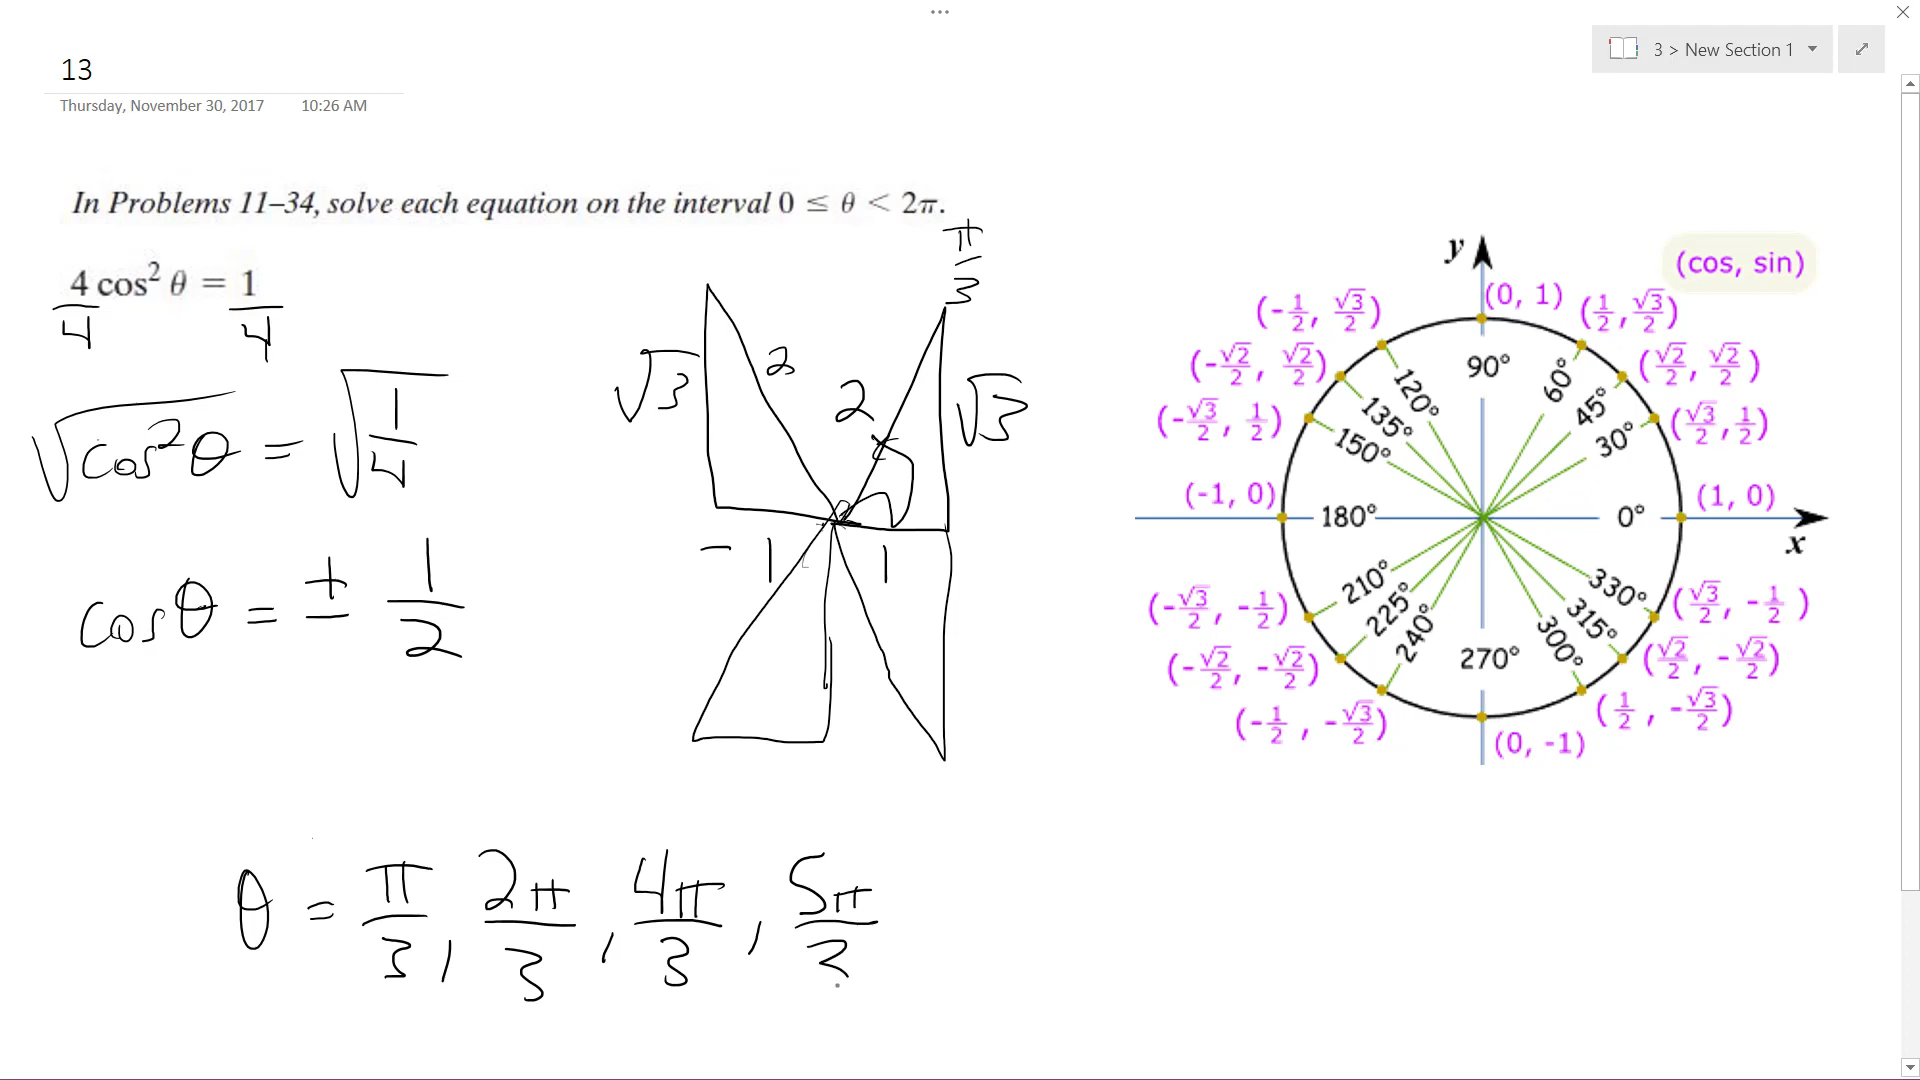 ...
3 > New Section 1
13
Thursday, November 30, 2017 10:26 AM
In Problems 11–34, solve each equation on the interval 0 ≤ θ < 2π.
4 cos² θ = 1
4 4
√cos²θ = √1/4
cosθ = ± 1/2
π/3
√3 2 2 √3
-1 1
θ = π/3, 2π/3, 4π/3, 5π/3
y
(cos, sin)
(0, 1)
(-1/2, √3/2) (1/2, √3/2)
(-√2/2, √2/2) (√2/2, √2/2)
(-√3/2, 1/2) (√3/2, 1/2)
90°
120° 60°
135° 45°
150° 30°
(-1, 0) (1, 0)
180° 0°
x
210° 330°
225° 315°
240° 300°
270°
(-√3/2, -1/2) (√3/2, -1/2)
(-√2/2, -√2/2) (√2/2, -√2/2)
(-1/2, -√3/2) (1/2, -√3/2)
(0, -1)